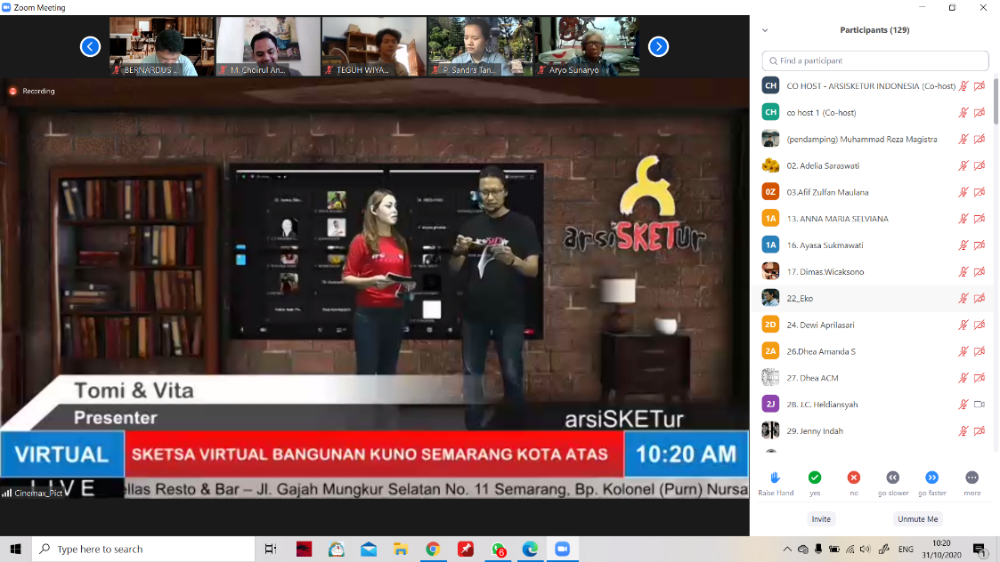 Zoom Meeting
BERNARDUS ...
M. Choirul An...
TEGUH WIYA...
P. Sandra Tan...
Aryo Sunaryo
Recording
arsiSKETur
Tomi & Vita
Presenter
arsiSKETur
VIRTUAL
SKETSA VIRTUAL BANGUNAN KUNO SEMARANG KOTA ATAS
10:20 AM
LIVE
Cinemax_Pict
ellas Resto & Bar – Jl. Gajah Mungkur Selatan No. 11 Semarang, Bp. Kolonel (Purn) Nursa
Participants (129)
Find a participant
CH CO HOST - ARSISKETUR INDONESIA (Co-host)
CH co host 1 (Co-host)
(pendamping) Muhammad Reza Magistra
02. Adelia Saraswati
0Z 03.Afif Zulfan Maulana
1A 13. ANNA MARIA SELVIANA
1A 16. Ayasa Sukmawati
17. Dimas.Wicaksono
22_Eko
2D 24. Dewi Aprilasari
2A 26.Dhea Amanda S
27. Dhea ACM
2J 28. J.C. Heldiansyah
29. Jenny Indah
Raise Hand
yes
no
go slower
go faster
more
Invite
Unmute Me
Type here to search
6
ENG
10:20
31/10/2020
1